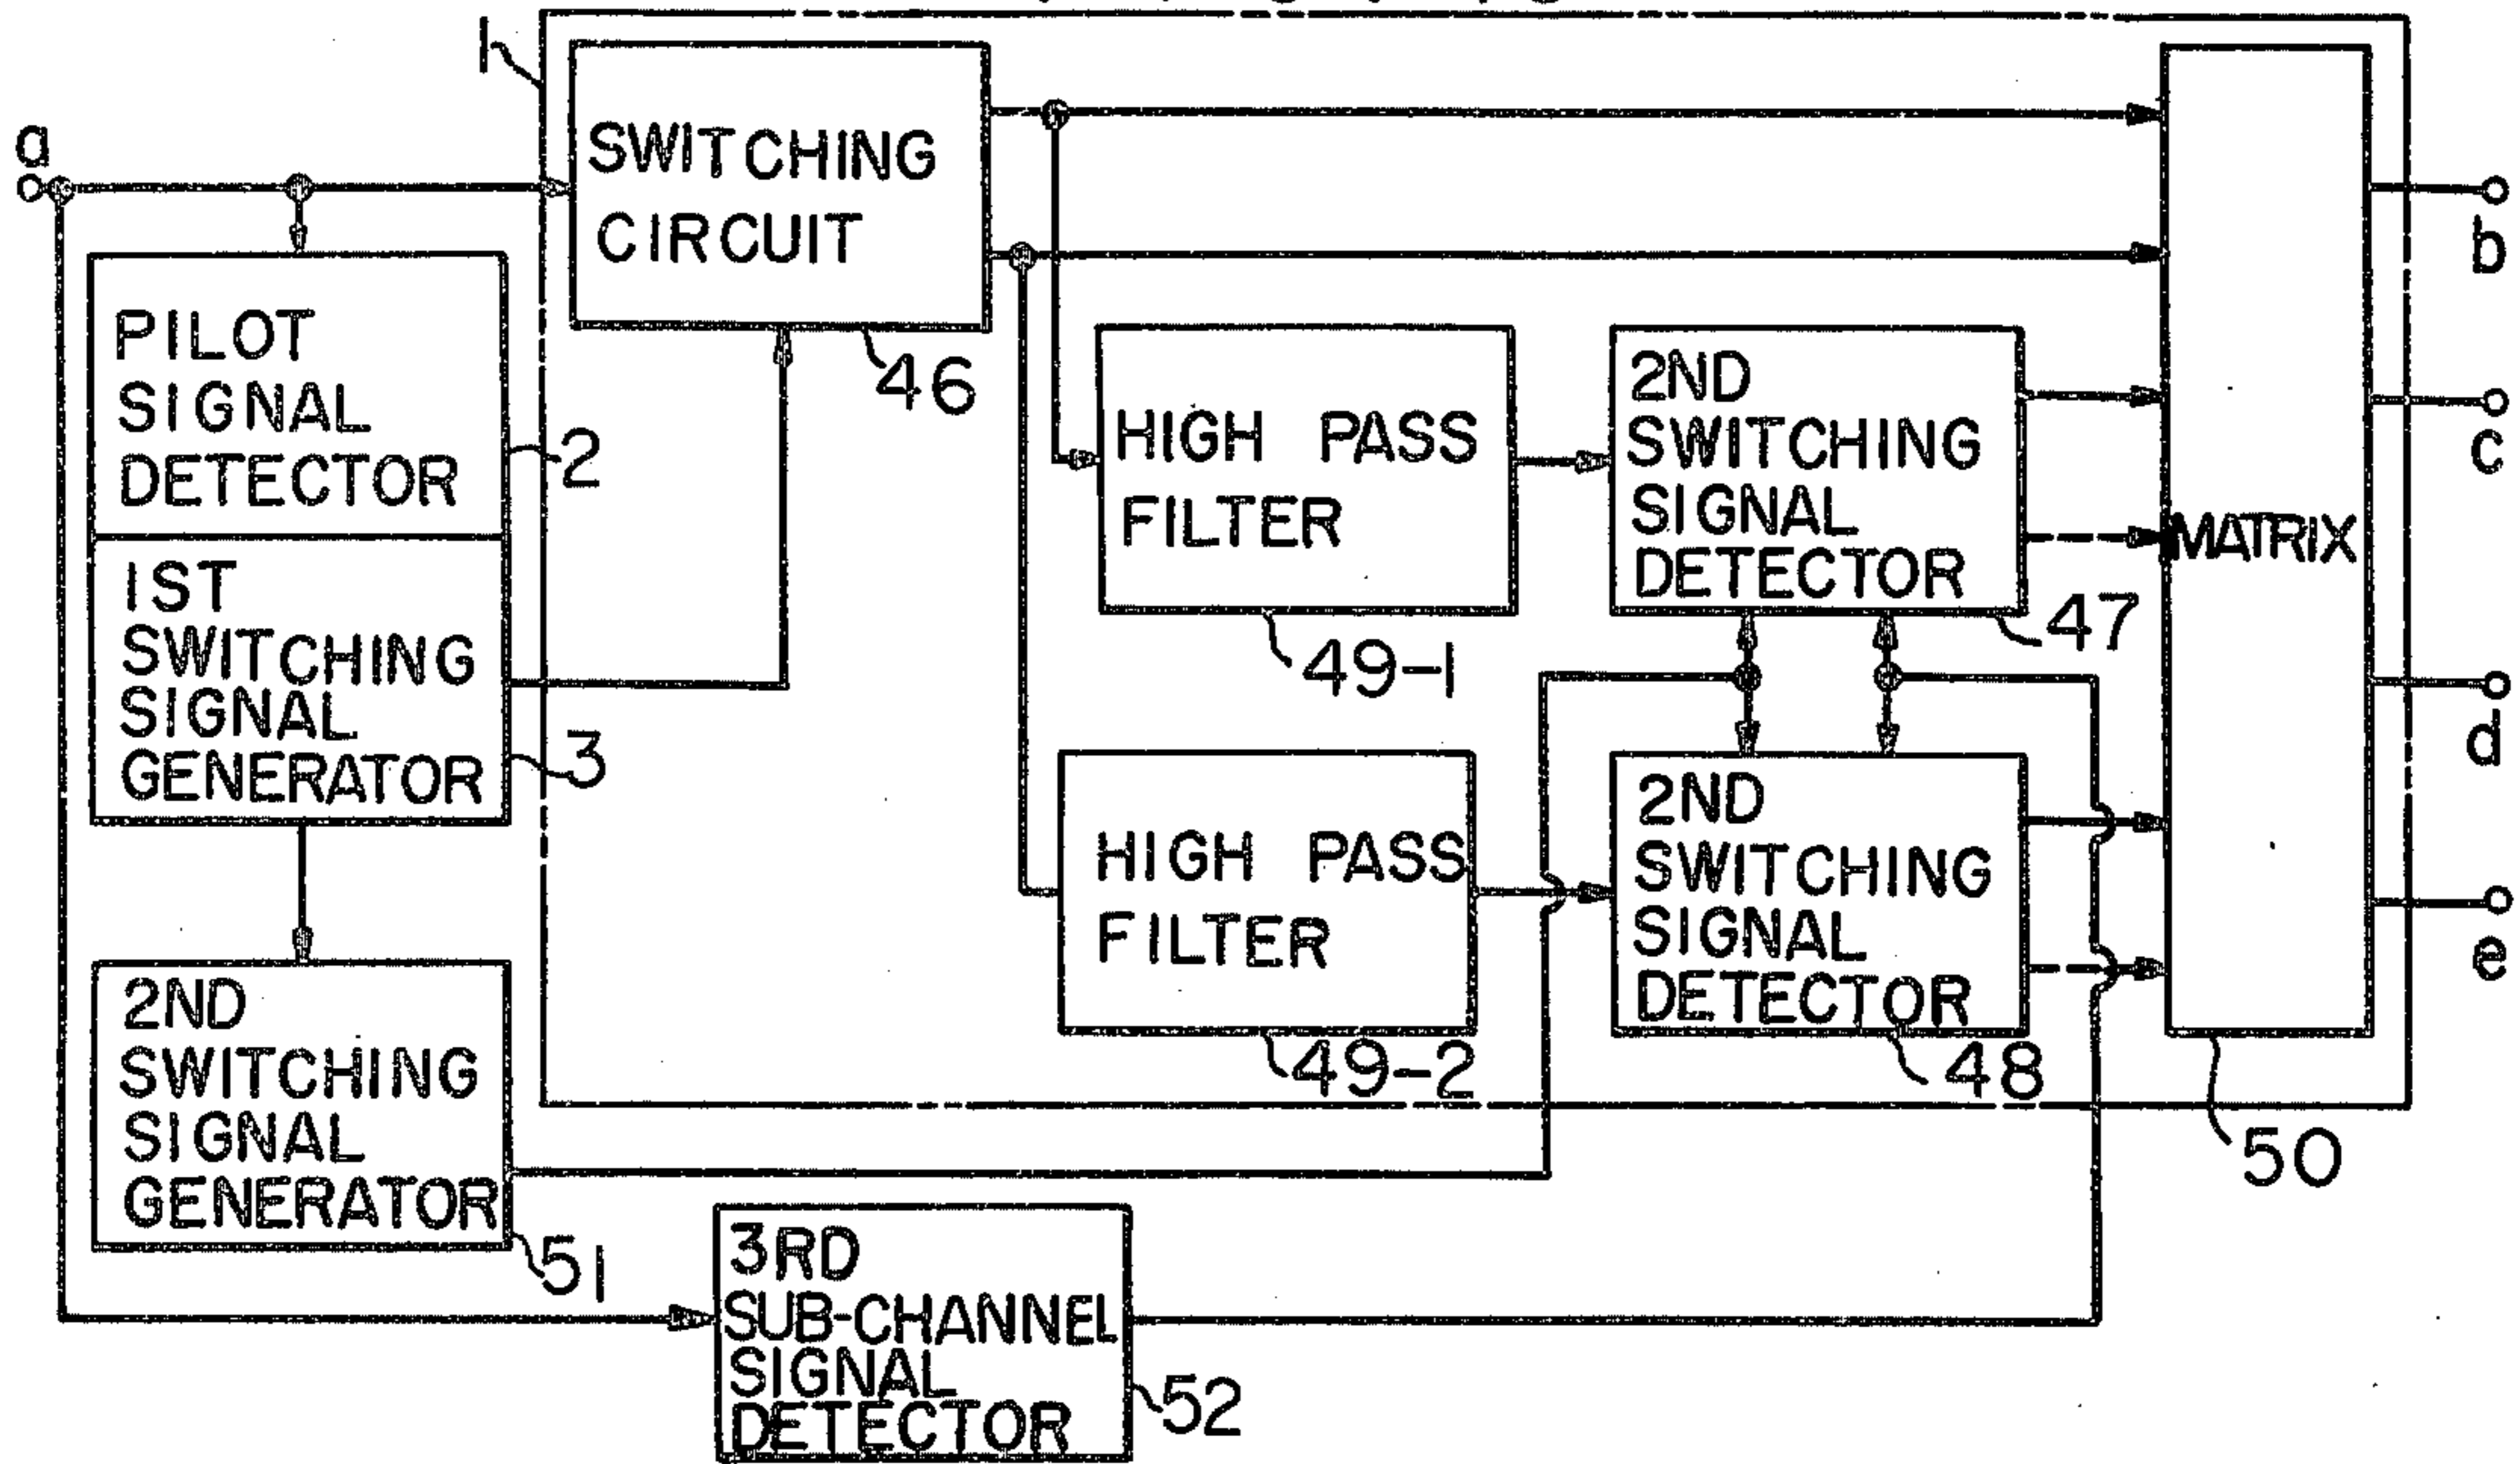 1
a
SWITCHING
CIRCUIT
46
b
PILOT
SIGNAL
DETECTOR
2
1ST
SWITCHING
SIGNAL
GENERATOR
3
HIGH PASS
FILTER
49-1
2ND
SWITCHING
SIGNAL
DETECTOR
47
MATRIX
c
d
HIGH PASS
FILTER
49-2
2ND
SWITCHING
SIGNAL
DETECTOR
48
e
50
2ND
SWITCHING
SIGNAL
GENERATOR
51
3RD
SUB-CHANNEL
SIGNAL
DETECTOR
52